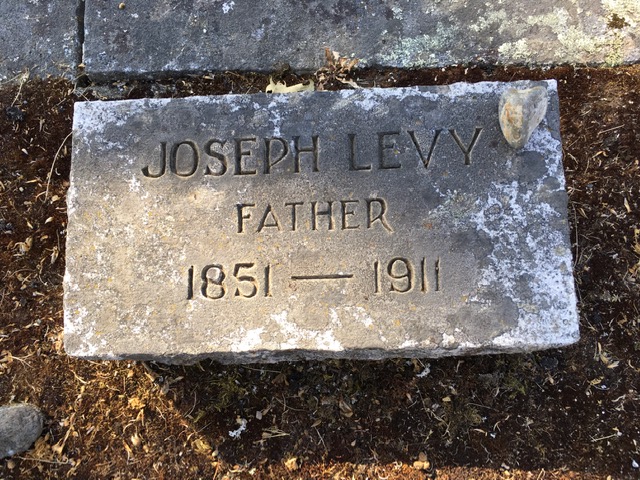 JOSEPH LEVY
FATHER
1851 — 1911